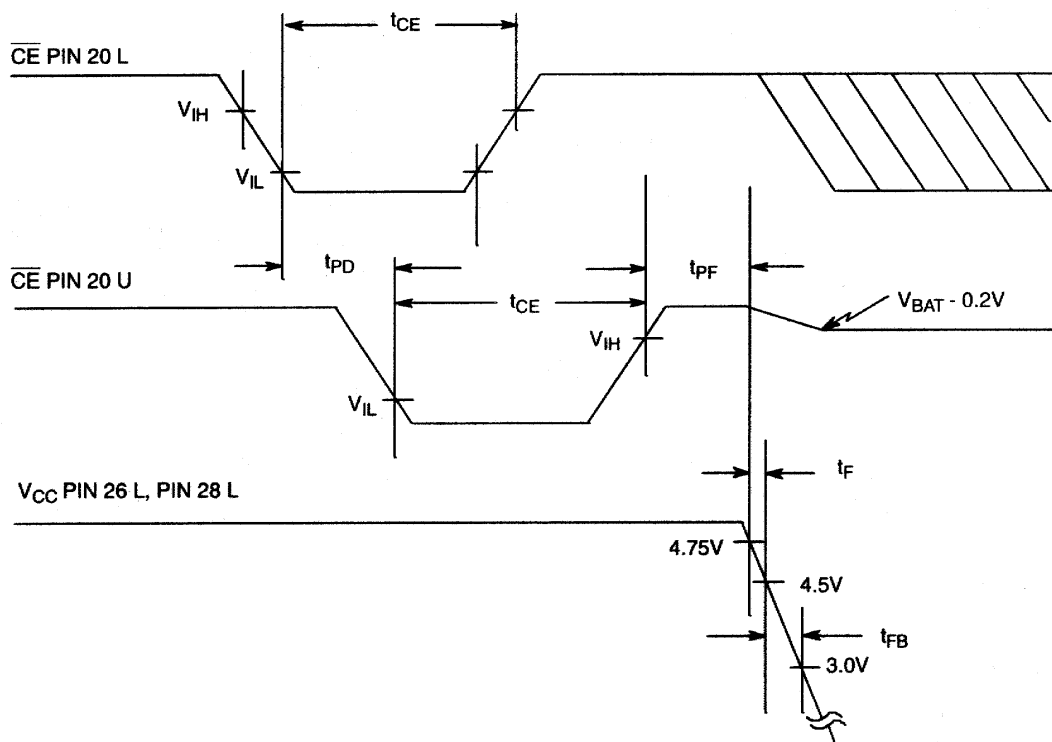 tCE
CE PIN 20 L
VIH
VIL
tPD
tPF
CE PIN 20 U
tCE
VBAT - 0.2V
VIH
VIL
tF
VCC PIN 26 L, PIN 28 L
4.75V
4.5V
tFB
3.0V